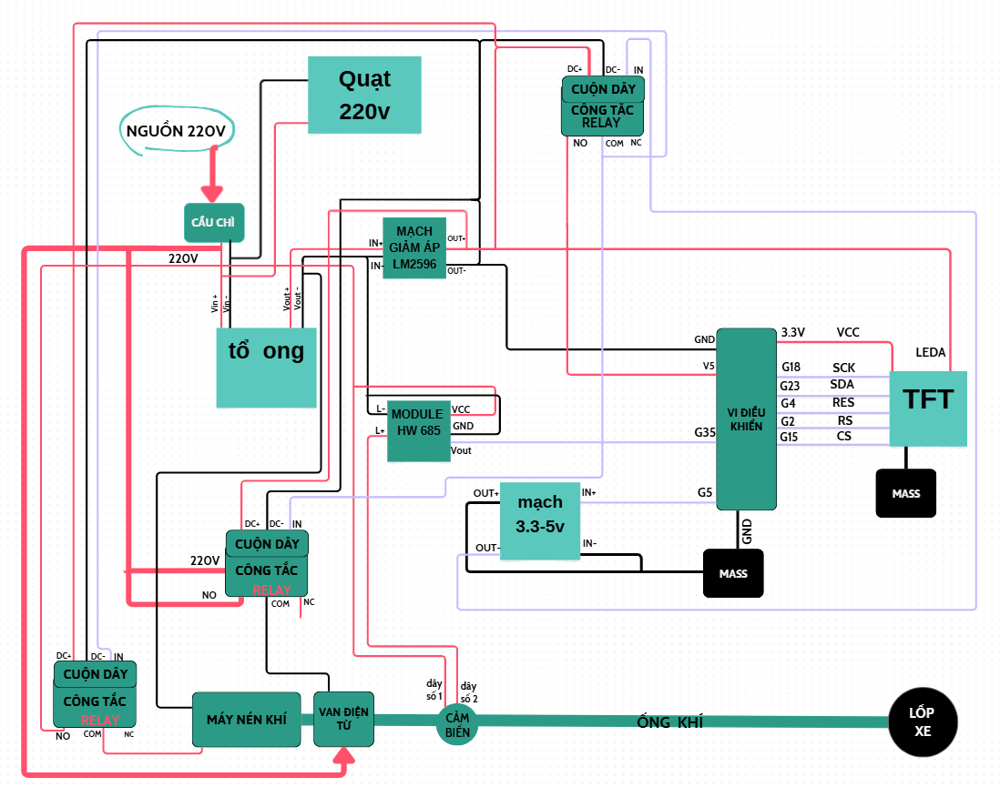 Quạt
220v
NGUỒN 220V
CẦU CHÌ
220V
Vin +
Vin -
Vout +
Vout -
tổ ong
DC+
DC-
IN
CUỘN DÂY
CÔNG TĂC
RELAY
NO
COM
NC
IN+
IN-
MẠCH
GIẢM ÁP
LM2596
OUT+
OUT-
GND
V5
G35
G5
VI ĐIỀU
KHIỂN
3.3V
VCC
G18
SCK
G23
SDA
G4
RES
G2
RS
G15
CS
LEDA
TFT
MASS
GND
MASS
L-
L+
MODULE
HW 685
VCC
GND
Vout
OUT+
OUT-
mạch
3.3-5v
IN+
IN-
DC+
DC-
IN
CUỘN DÂY
220V
CÔNG TẮC
RELAY
NO
COM
NC
DC+
DC-
IN
CUỘN DÂY
CÔNG TẮC
RELAY
NO
COM
NC
MÁY NÉN KHÍ
VAN ĐIỆN
TỪ
dây
số 1
dây
số 2
CẢM
BIẾN
ỐNG KHÍ
LỐP
XE